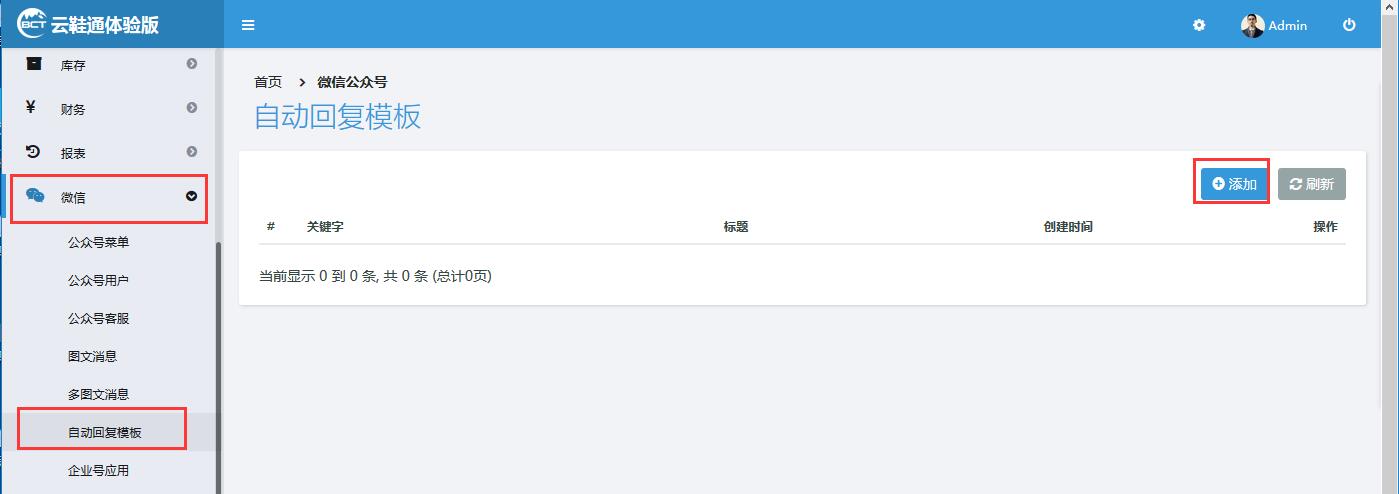 BCT 云鞋通体验版
Admin
库存
财务
报表
微信
公众号菜单
公众号用户
公众号客服
图文消息
多图文消息
自动回复模板
企业号应用
首页 > 微信公众号
自动回复模板
添加 刷新
# 关键字 标题 创建时间 操作
当前显示 0 到 0 条, 共 0 条 (总计0页)